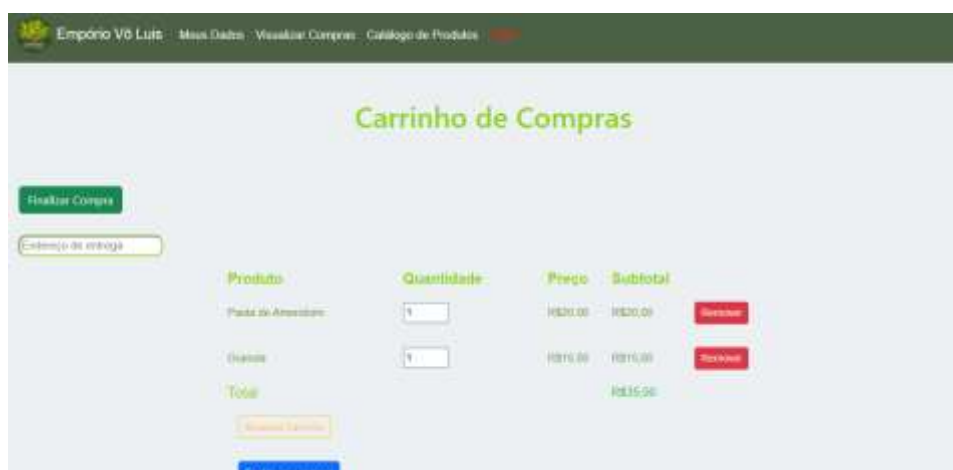 Empório Vô Luis Meus Dados Visualizar Compras Catálogo de Produtos
Carrinho de Compras
Finalizar Compra
Endereço de entrega
Produto Quantidade Preço Subtotal
Pasta de Amendoim 1 R$20,00 R$20,00 Remover
Granola 1 R$15,00 R$15,00 Remover
Total R$35,00